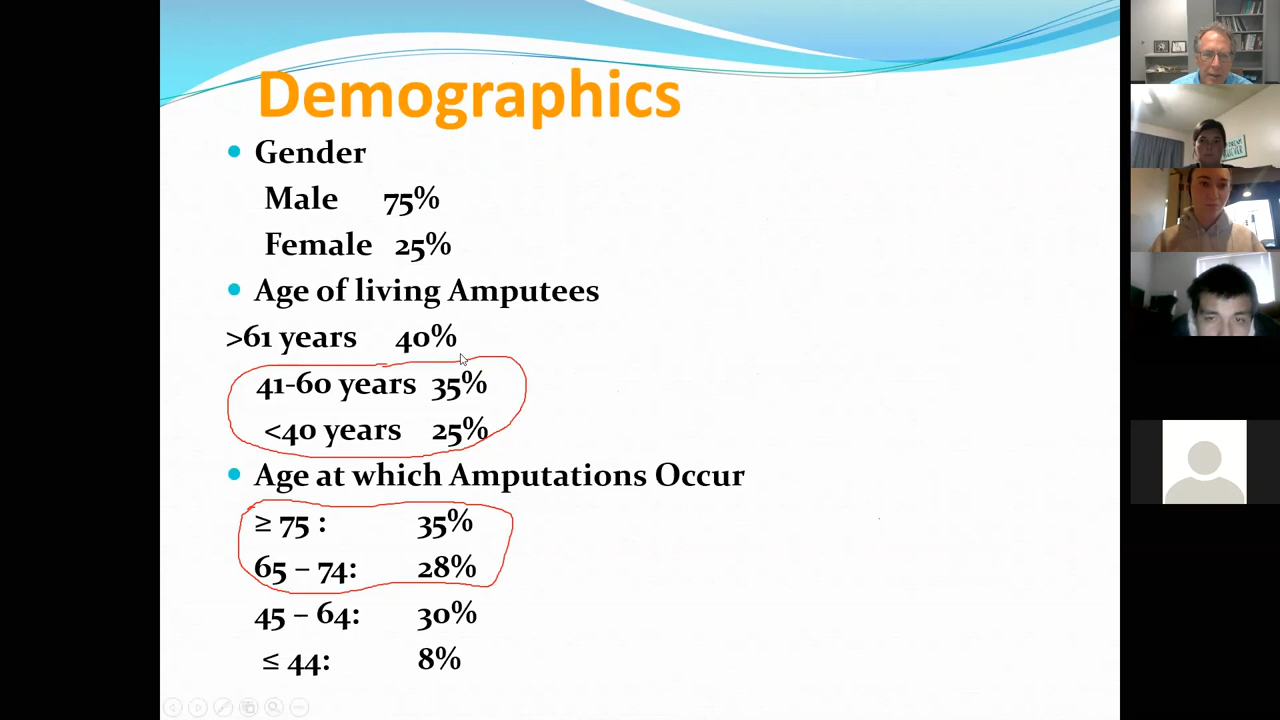 Demographics
Gender
Male 75%
Female 25%
Age of living Amputees
>61 years 40%
41-60 years 35%
<40 years 25%
Age at which Amputations Occur
≥ 75 : 35%
65 – 74: 28%
45 – 64: 30%
≤ 44: 8%